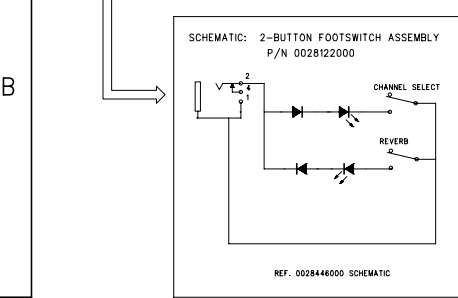 B
SCHEMATIC: 2-BUTTON FOOTSWITCH ASSEMBLY
P/N 0028122000
2
4
1
CHANNEL SELECT
REVERB
REF. 0028446000 SCHEMATIC